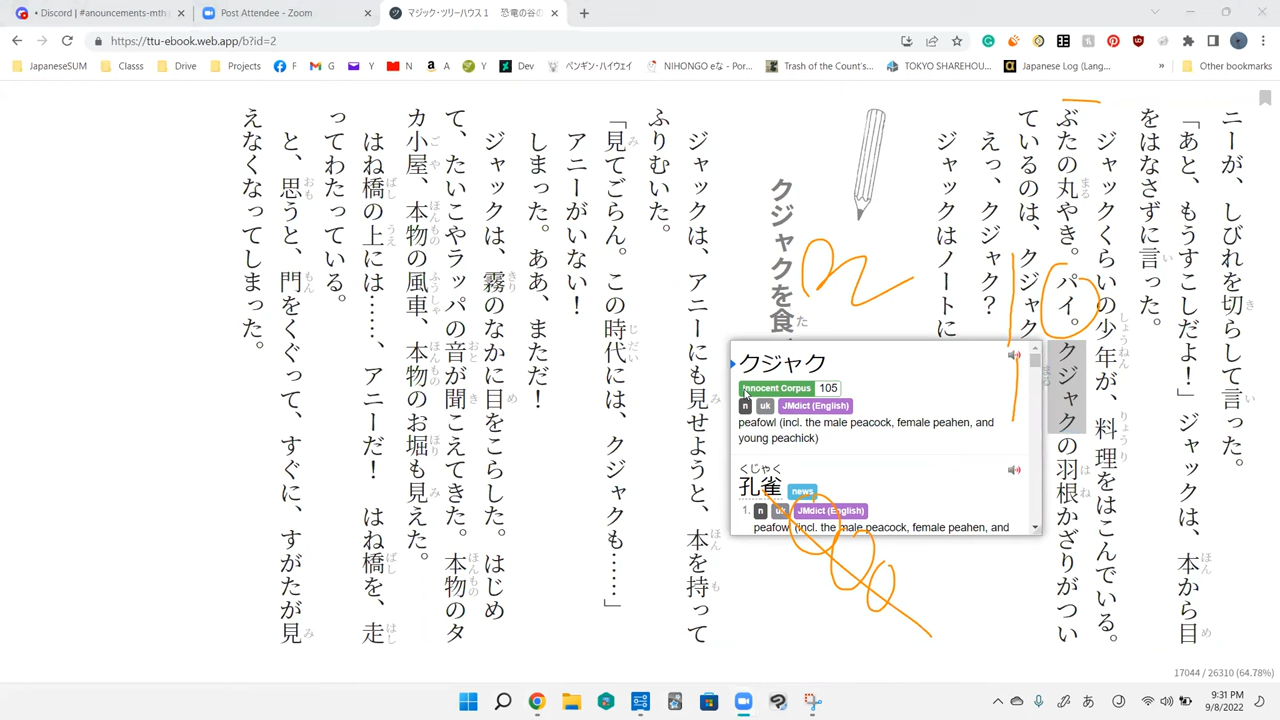 Discord | #anouncements-mth
Post Attendee - Zoom
マジック・ツリーハウス 1 恐竜の谷の
https://ttu-ebook.web.app/b?id=2
JapaneseSUM
Classs
Drive
Projects
F
G
Y
N
A
Y
Dev
ペンギン・ハイウェイ
NIHONGO eな - Por...
Trash of the Count's...
TOKYO SHAREHOU...
Japanese Log (Lang...
»
Other bookmarks
ニーが、しびれを切らして言った。
「あと、もうすこしだよ！」ジャックは、本から目
をはなさずに言った。
ジャックくらいの少年が、料理をはこんでいる。
ぶたの丸やき。パイ。クジャクの羽根かざりがつい
ているのは、クジャク
えっ、クジャク？
ジャックはノートに
クジャクを食
ジャックは、アニーにも見せようと、本を持って
ふりむいた。
「見てごらん。この時代には、クジャクも……」
アニーがいない！
しまった。ああ、まただ！
ジャックは、霧のなかに目をこらした。はじめ
て、たいこやラッパの音が聞こえてきた。本物のタ
カ小屋、本物の風車、本物のお堀も見えた。
はね橋の上には……、アニーだ！ はね橋を、走
ってわたっている。
と、思うと、門をくぐって、すぐに、すがたが見
えなくなってしまった。
クジャク
Innocent Corpus 105
n uk JMdict (English)
peafowl (incl. the male peacock, female peahen, and
young peachick)
くじゃく
孔雀 news
1. n uk JMdict (English)
peafowl (incl. the male peacock, female peahen, and
17044 / 26310 (64.78%)
あ
9:31 PM
9/8/2022